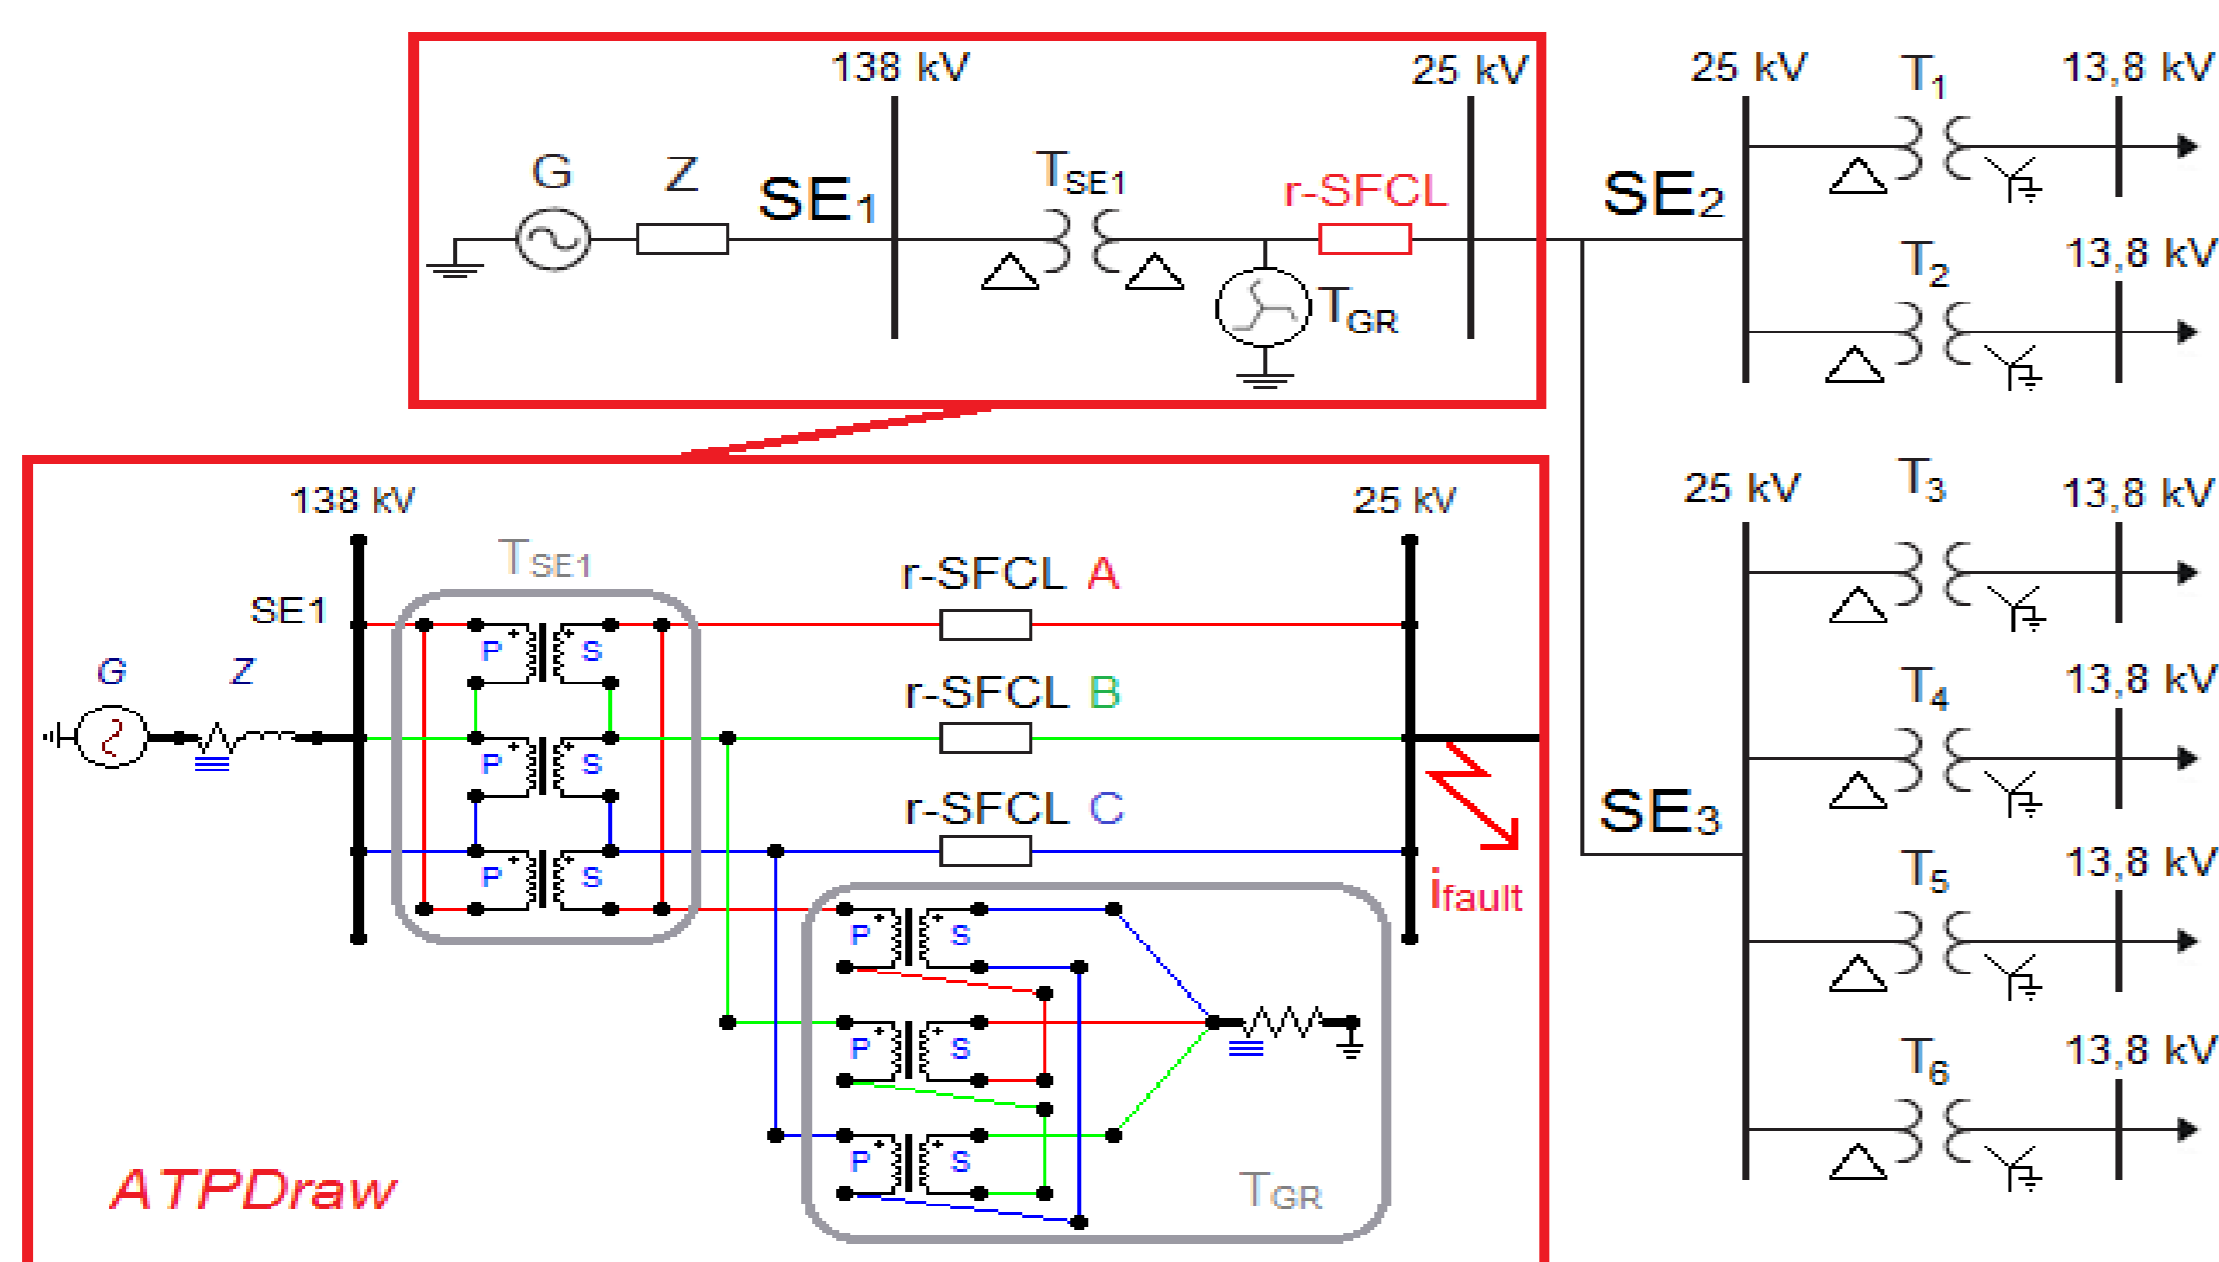 138 kV
25 kV
G
Z
SE1
TSE1
r-SFCL
TGR
25 kV
T1
13,8 kV
SE2
T2
13,8 kV
25 kV
T3
13,8 kV
T4
13,8 kV
SE3
T5
13,8 kV
T6
13,8 kV
138 kV
25 kV
TSE1
SE1
G
Z
P
+
+
S
P
+
+
S
P
+
+
S
r-SFCL A
r-SFCL B
r-SFCL C
ifault
P
+
+
S
P
+
+
S
P
+
+
S
TGR
ATPDraw